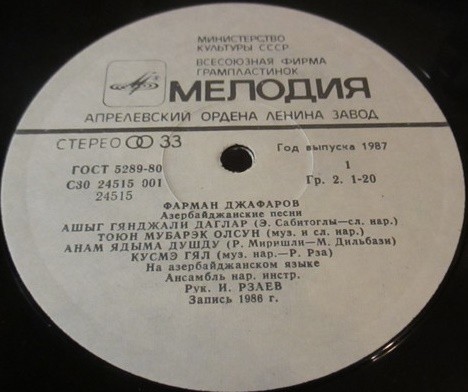 МИНИСТЕРСТВО
КУЛЬТУРЫ СССР
ВСЕСОЮЗНАЯ ФИРМА
ГРАМПЛАСТИНОК
МЕЛОДИЯ
АПРЕЛЕВСКИЙ ОРДЕНА ЛЕНИНА ЗАВОД
СТЕРЕО 33
Год выпуска 1987
ГОСТ 5289-80
1
С30 24515 001
Гр. 2. 1-20
24515
ФАРМАН ДЖАФАРОВ
Азербайджанские песни
АШЫГ ГЯНДЖАЛИ ДАГЛАР (Э. Сабитоглы—сл. нар.)
ТОЮН МУБАРЭК ОЛСУН (муз. и сл. нар.)
АНАМ ЯДЫМА ДУШДУ (Р. Миришли—М. Дильбази)
КУСМЭ ГЯЛ (муз. нар.—Р. Рза)
На азербайджанском языке
Ансамбль нар. инстр.
Рук. И. РЗАЕВ
Запись 1986 г.